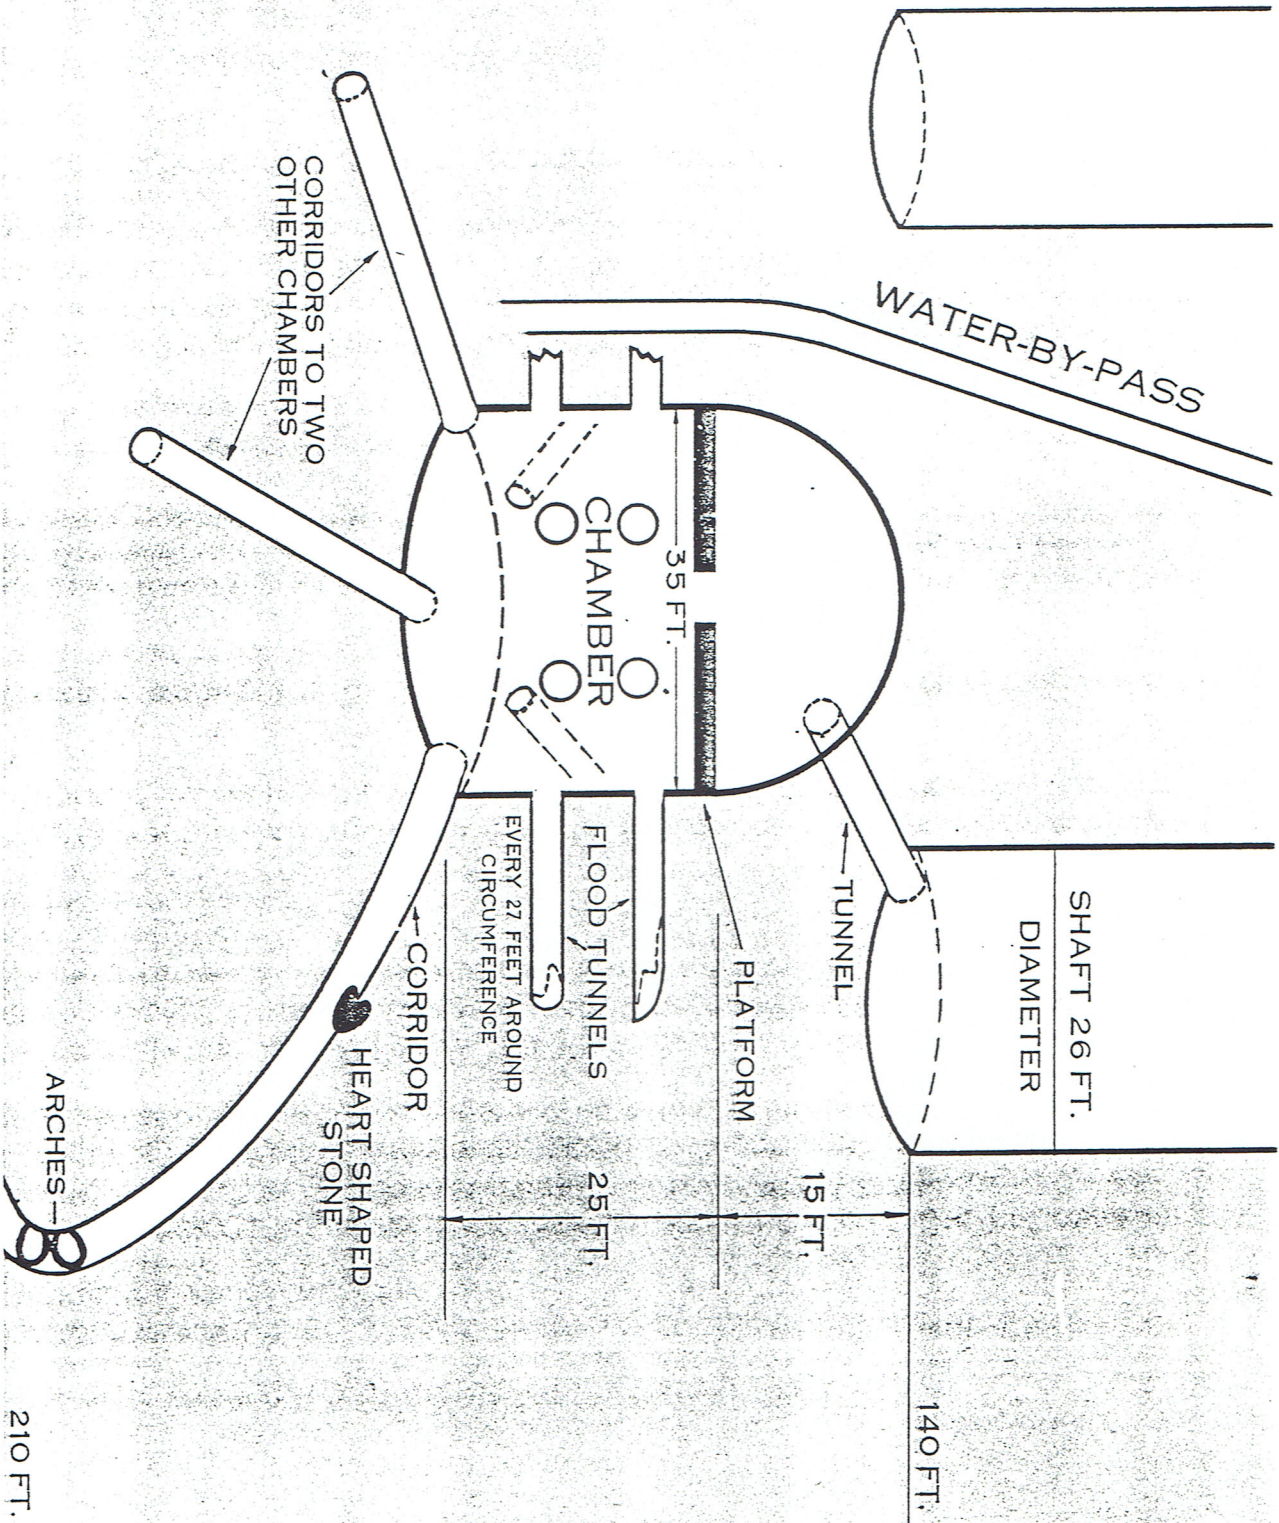 WATER-BY-PASS
SHAFT 26 FT.
DIAMETER
140 FT.
TUNNEL
15 FT.
PLATFORM
35 FT.
CHAMBER
FLOOD TUNNELS
25 FT.
EVERY 27 FEET AROUND
CIRCUMFERENCE
CORRIDOR
HEART SHAPED
STONE
CORRIDORS TO TWO
OTHER CHAMBERS
ARCHES
210 FT.